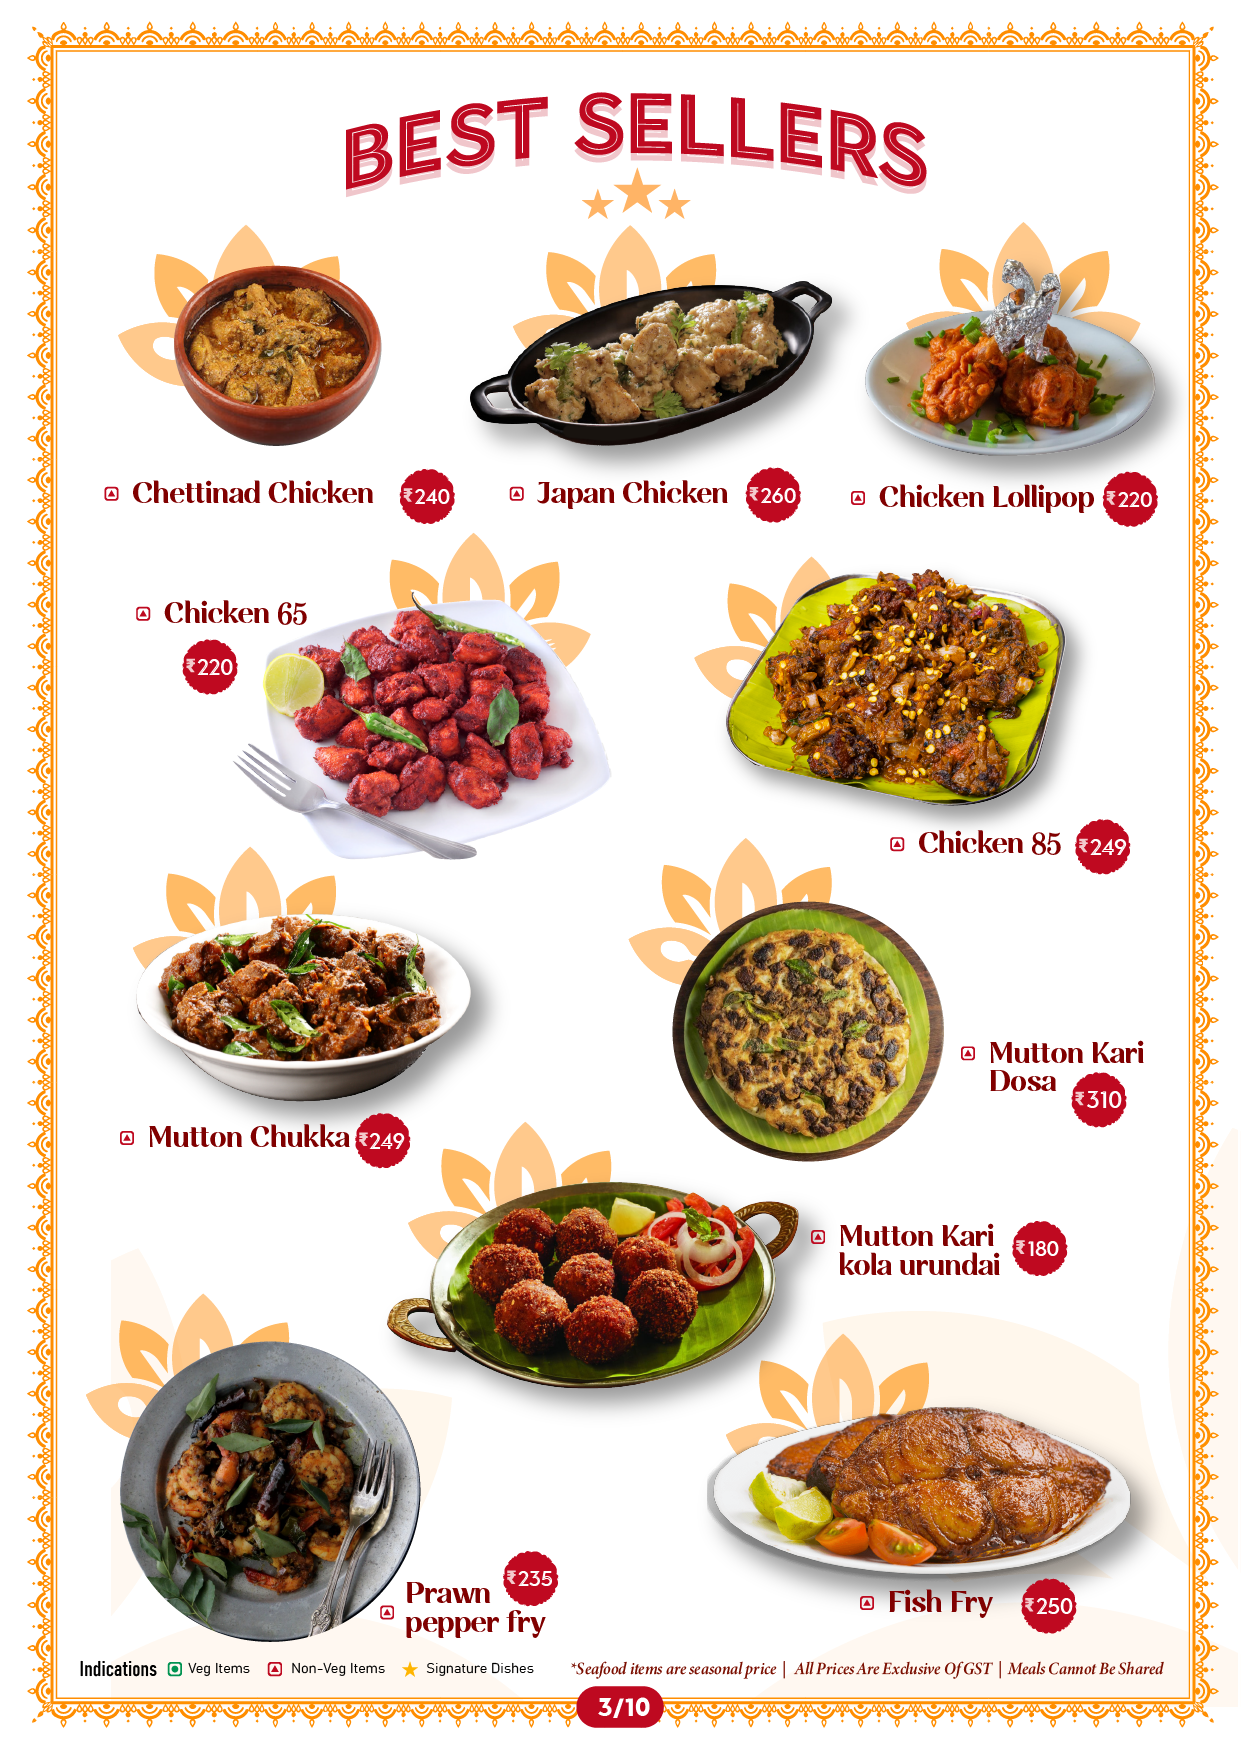 BEST SELLERS
Chettinad Chicken ₹240
Japan Chicken ₹260
Chicken Lollipop ₹220
Chicken 65
₹220
Chicken 85 ₹249
Mutton Chukka ₹249
Mutton Kari
Dosa ₹310
Mutton Kari ₹180
kola urundai
Prawn ₹235
pepper fry
Fish Fry ₹250
Indications Veg Items Non-Veg Items Signature Dishes *Seafood items are seasonal price | All Prices Are Exclusive Of GST | Meals Cannot Be Shared
3/10